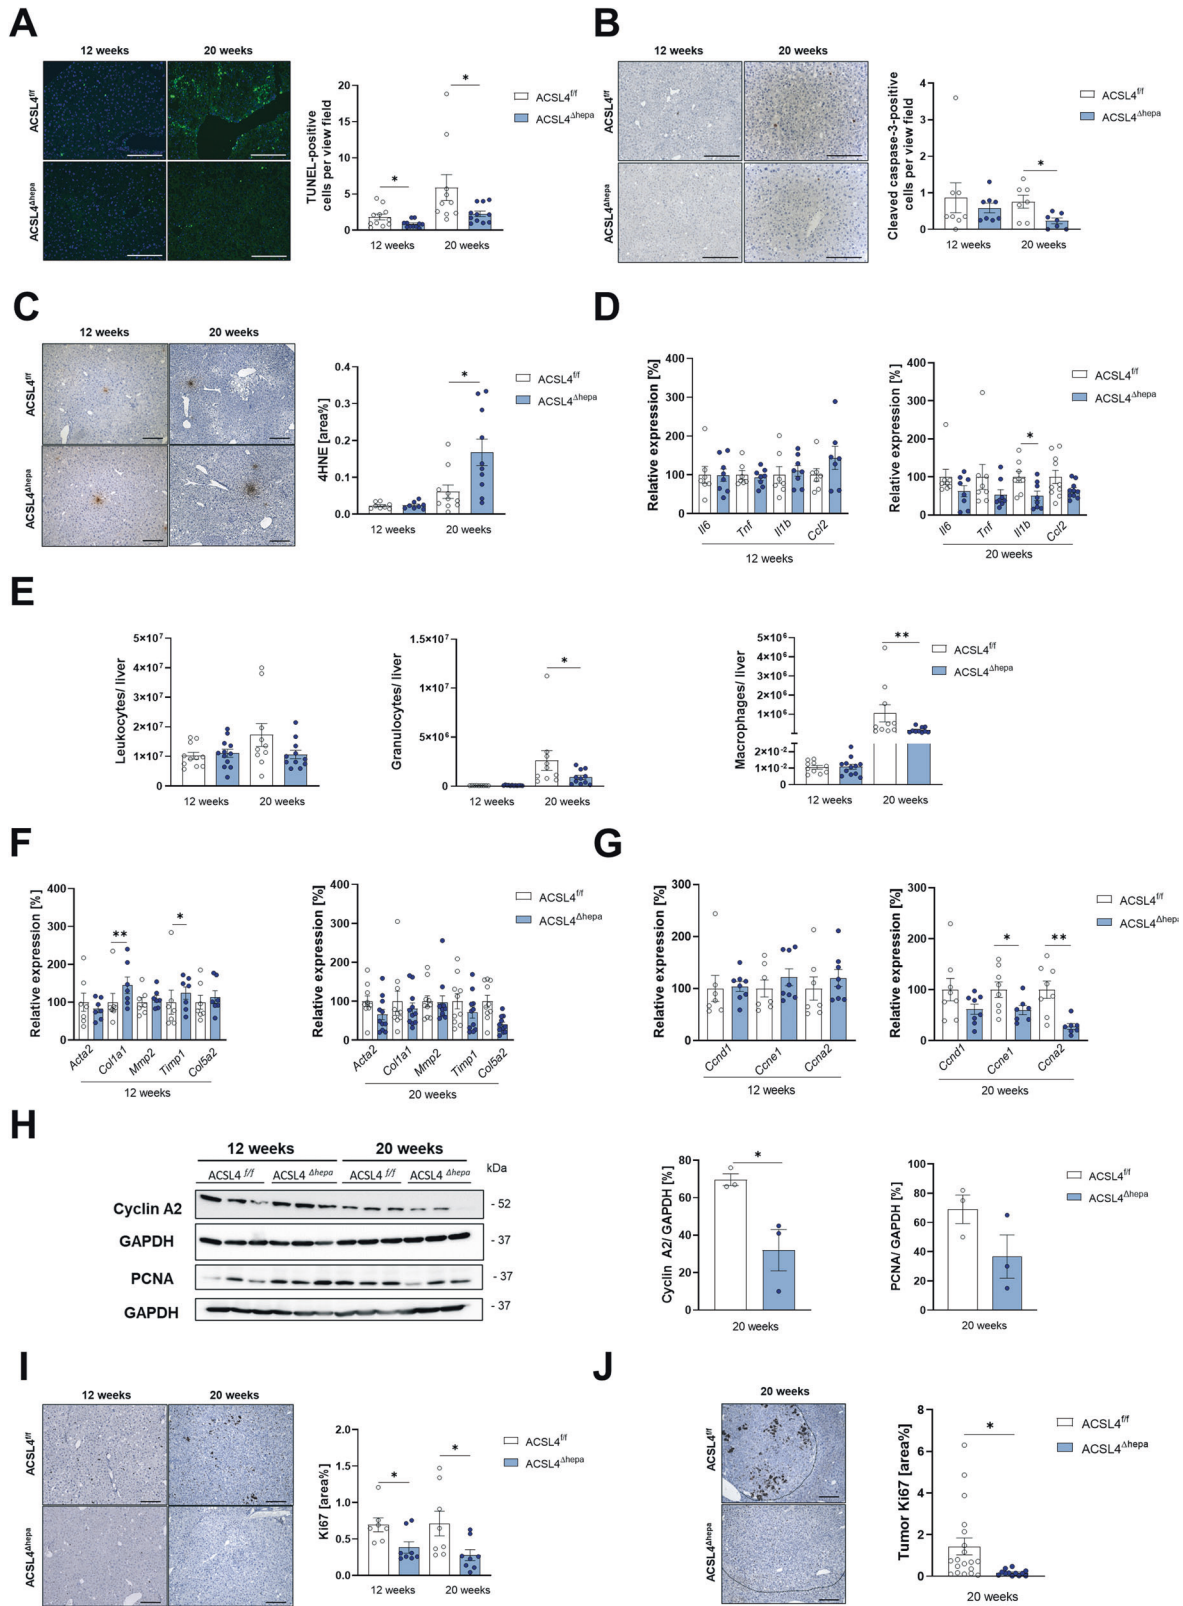 A
12 weeks
20 weeks
ACSL4f/f
ACSL4Δhepa
TUNEL-positive
cells per view field
20
15
10
5
0
*
*
12 weeks
20 weeks
ACSL4f/f
ACSL4Δhepa
B
12 weeks
20 weeks
ACSL4f/f
ACSL4Δhepa
Cleaved caspase-3-positive
cells per view field
4
3
2
1
0
*
12 weeks
20 weeks
ACSL4f/f
ACSL4Δhepa
C
12 weeks
20 weeks
ACSL4f/f
ACSL4Δhepa
4HNE [area%]
0.4
0.3
0.2
0.1
0.0
*
12 weeks
20 weeks
ACSL4f/f
ACSL4Δhepa
D
Relative expression [%]
400
300
200
100
0
Il6
Tnf
Il1b
Ccl2
12 weeks
Relative expression [%]
400
300
200
100
0
*
Il6
Tnf
Il1b
Ccl2
20 weeks
ACSL4f/f
ACSL4Δhepa
E
Leukocytes/ liver
5×10⁷
4×10⁷
3×10⁷
2×10⁷
1×10⁷
0
12 weeks
20 weeks
Granulocytes/ liver
1.5×10⁷
1×10⁷
5×10⁶
0
*
12 weeks
20 weeks
Macrophages/ liver
5×10⁶
4×10⁶
3×10⁶
2×10⁶
1×10⁶
2×10⁻²
1×10⁻²
0
**
12 weeks
20 weeks
ACSL4f/f
ACSL4Δhepa
F
Relative expression [%]
400
300
200
100
0
**
*
Acta2
Col1a1
Mmp2
Timp1
Col5a2
12 weeks
Relative expression [%]
400
300
200
100
0
Acta2
Col1a1
Mmp2
Timp1
Col5a2
20 weeks
ACSL4f/f
ACSL4Δhepa
G
Relative expression [%]
300
200
100
0
Ccnd1
Ccne1
Ccna2
12 weeks
Relative expression [%]
300
200
100
0
*
**
Ccnd1
Ccne1
Ccna2
20 weeks
ACSL4f/f
ACSL4Δhepa
H
12 weeks
20 weeks
ACSL4 f/f
ACSL4 Δhepa
ACSL4 f/f
ACSL4 Δhepa
kDa
Cyclin A2
- 52
GAPDH
- 37
PCNA
- 37
GAPDH
- 37
Cyclin A2/ GAPDH [%]
80
60
40
20
0
*
20 weeks
PCNA/ GAPDH [%]
100
80
60
40
20
0
20 weeks
ACSL4f/f
ACSL4Δhepa
I
12 weeks
20 weeks
ACSL4f/f
ACSL4Δhepa
Ki67 [area%]
2.0
1.5
1.0
0.5
0.0
*
*
12 weeks
20 weeks
ACSL4f/f
ACSL4Δhepa
J
20 weeks
ACSL4f/f
ACSL4Δhepa
Tumor Ki67 [area%]
8
6
4
2
0
*
20 weeks
ACSL4f/f
ACSL4Δhepa